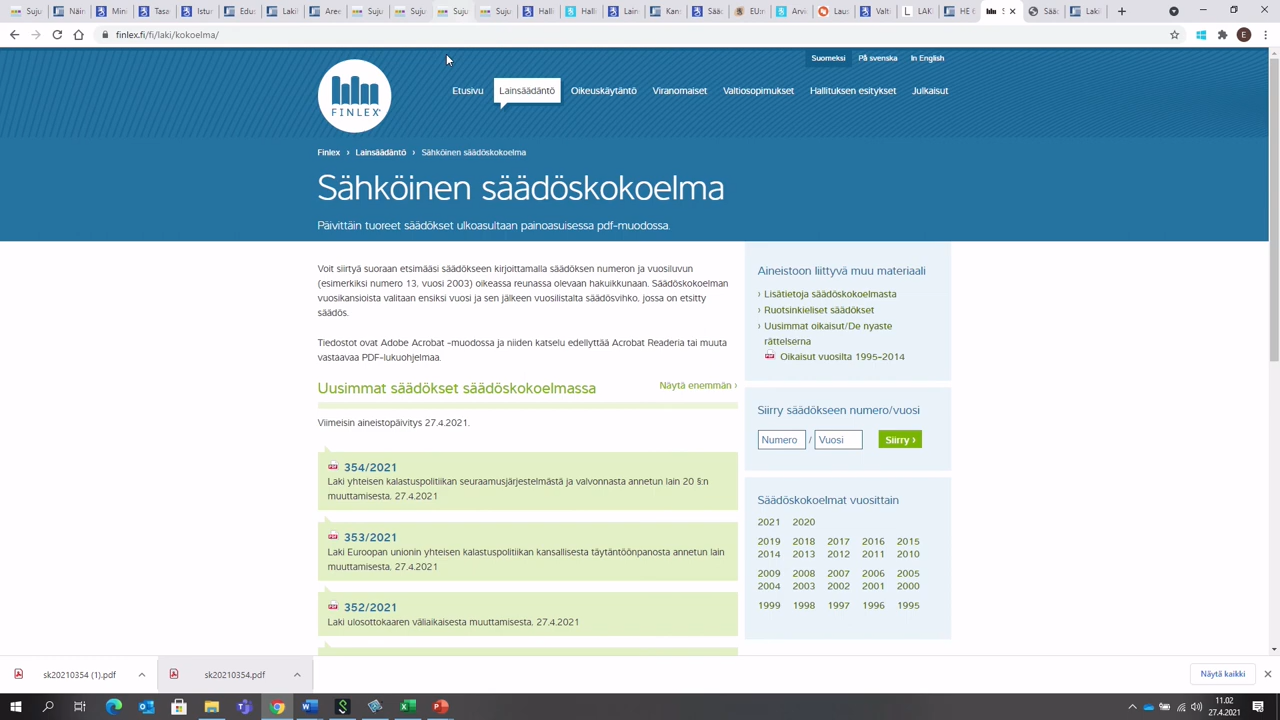 Suju
Suju
Suju
Suju
Suju
Suju
finlex.fi/fi/laki/kokoelma/
E
Suomeksi På svenska In English
FINLEX
Etusivu Lainsäädäntö Oikeuskäytäntö Viranomaiset Valtiosopimukset Hallituksen esitykset Julkaisut
Finlex › Lainsäädäntö › Sähköinen säädöskokoelma
Sähköinen säädöskokoelma
Päivittäin tuoreet säädökset ulkoasultaan painoasuisessa pdf-muodossa.
Voit siirtyä suoraan etsimääsi säädökseen kirjoittamalla säädöksen numeron ja vuosiluvun
(esimerkiksi numero 13, vuosi 2003) oikeassa reunassa olevaan hakuikkunaan. Säädöskokoelman
vuosikansioista valitaan ensiksi vuosi ja sen jälkeen vuosilistalta säädösvihko, jossa on etsitty
säädös.
Tiedostot ovat Adobe Acrobat -muodossa ja niiden katselu edellyttää Acrobat Readeria tai muuta
vastaavaa PDF-lukuohjelmaa.
Uusimmat säädökset säädöskokoelmassa
Näytä enemmän ›
Viimeisin aineistopäivitys 27.4.2021.
354/2021
Laki yhteisen kalastuspolitiikan seuraamusjärjestelmästä ja valvonnasta annetun lain 20 §:n
muuttamisesta, 27.4.2021
353/2021
Laki Euroopan unionin yhteisen kalastuspolitiikan kansallisesta täytäntöönpanosta annetun lain
muuttamisesta, 27.4.2021
352/2021
Laki ulosottokaaren väliaikaisesta muuttamisesta, 27.4.2021
Aineistoon liittyvä muu materiaali
› Lisätietoja säädöskokoelmasta
› Ruotsinkieliset säädökset
› Uusimmat oikaisut/De nyaste
rättelserna
Oikaisut vuosilta 1995-2014
Siirry säädökseen numero/vuosi
Numero / Vuosi Siirry ›
Säädöskokoelmat vuosittain
2021 2020
2019 2018 2017 2016 2015
2014 2013 2012 2011 2010
2009 2008 2007 2006 2005
2004 2003 2002 2001 2000
1999 1998 1997 1996 1995
sk20210354 (1).pdf
sk20210354.pdf
Näytä kaikki
11.02
27.4.2021